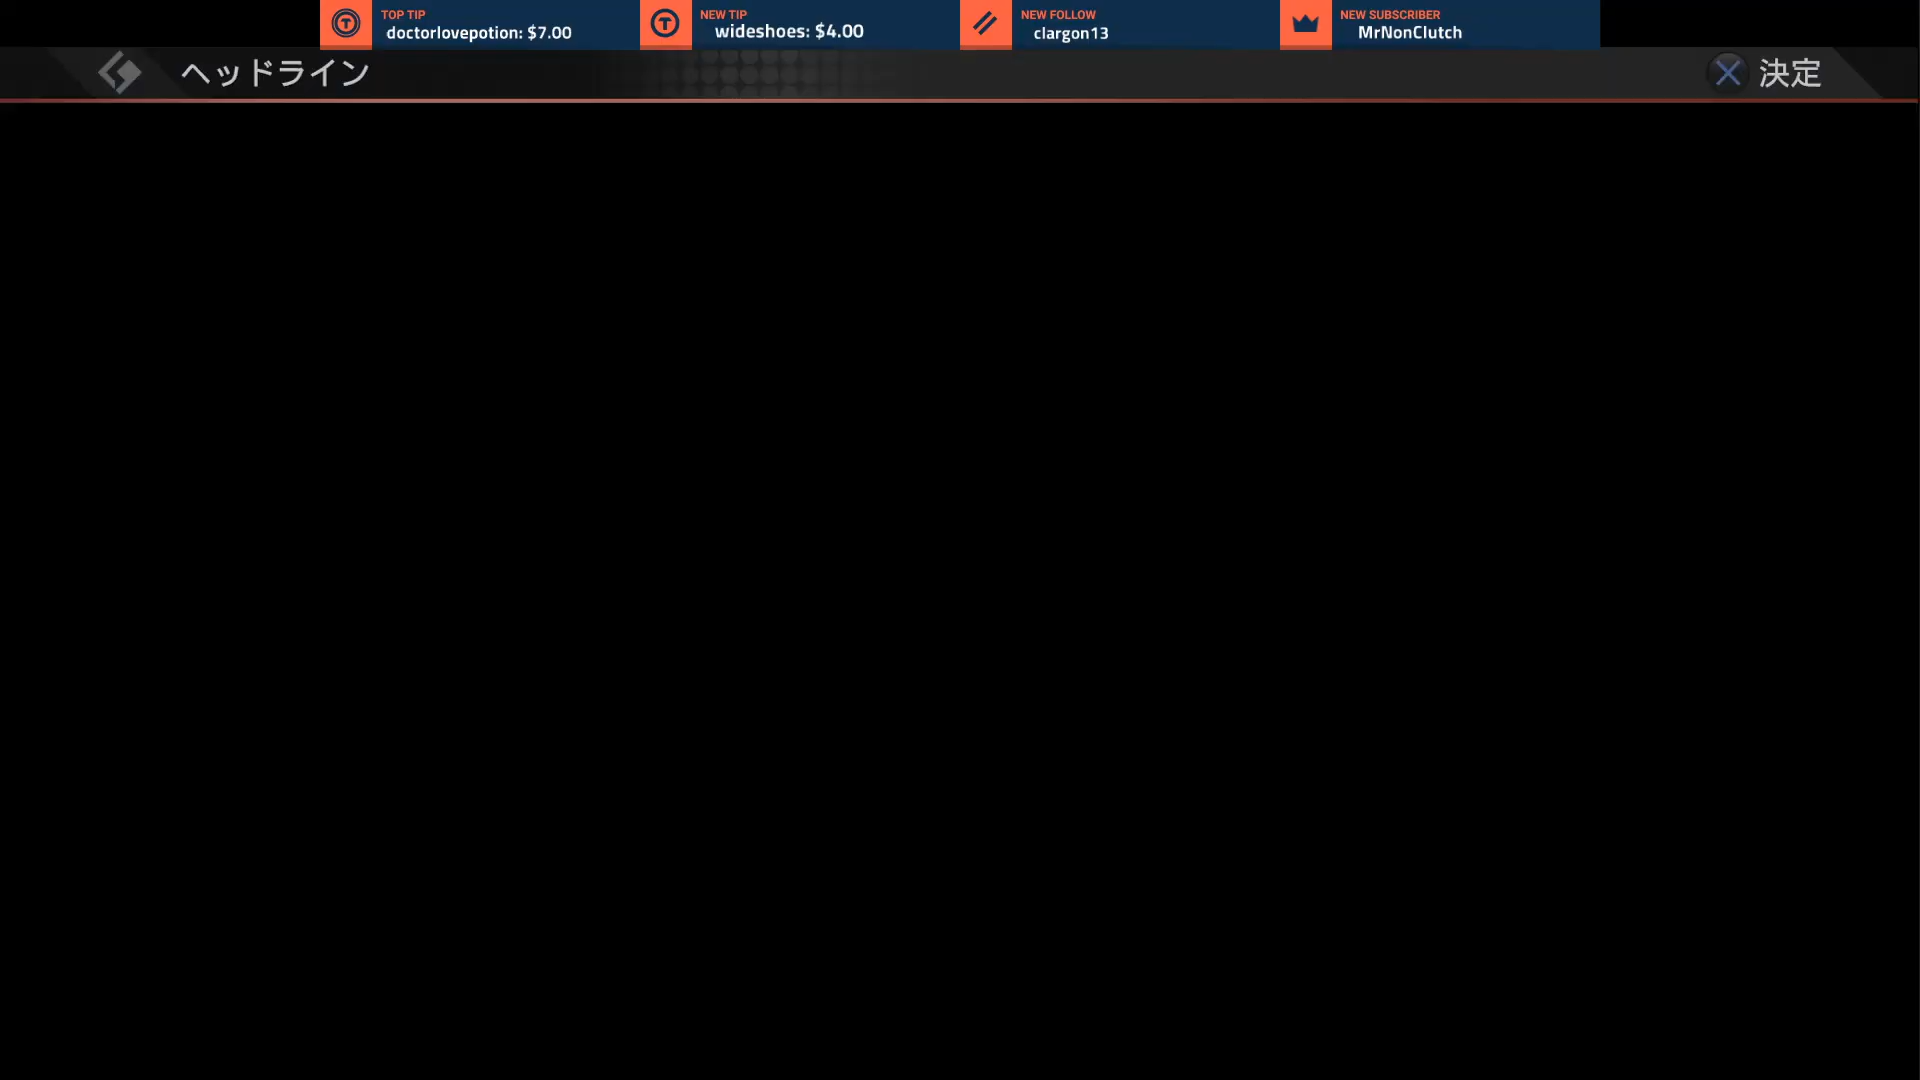 TOP TIP
doctorlovepotion: $7.00
NEW TIP
wideshoes: $4.00
NEW FOLLOW
clargon13
NEW SUBSCRIBER
MrNonClutch
ヘッドライン
決定